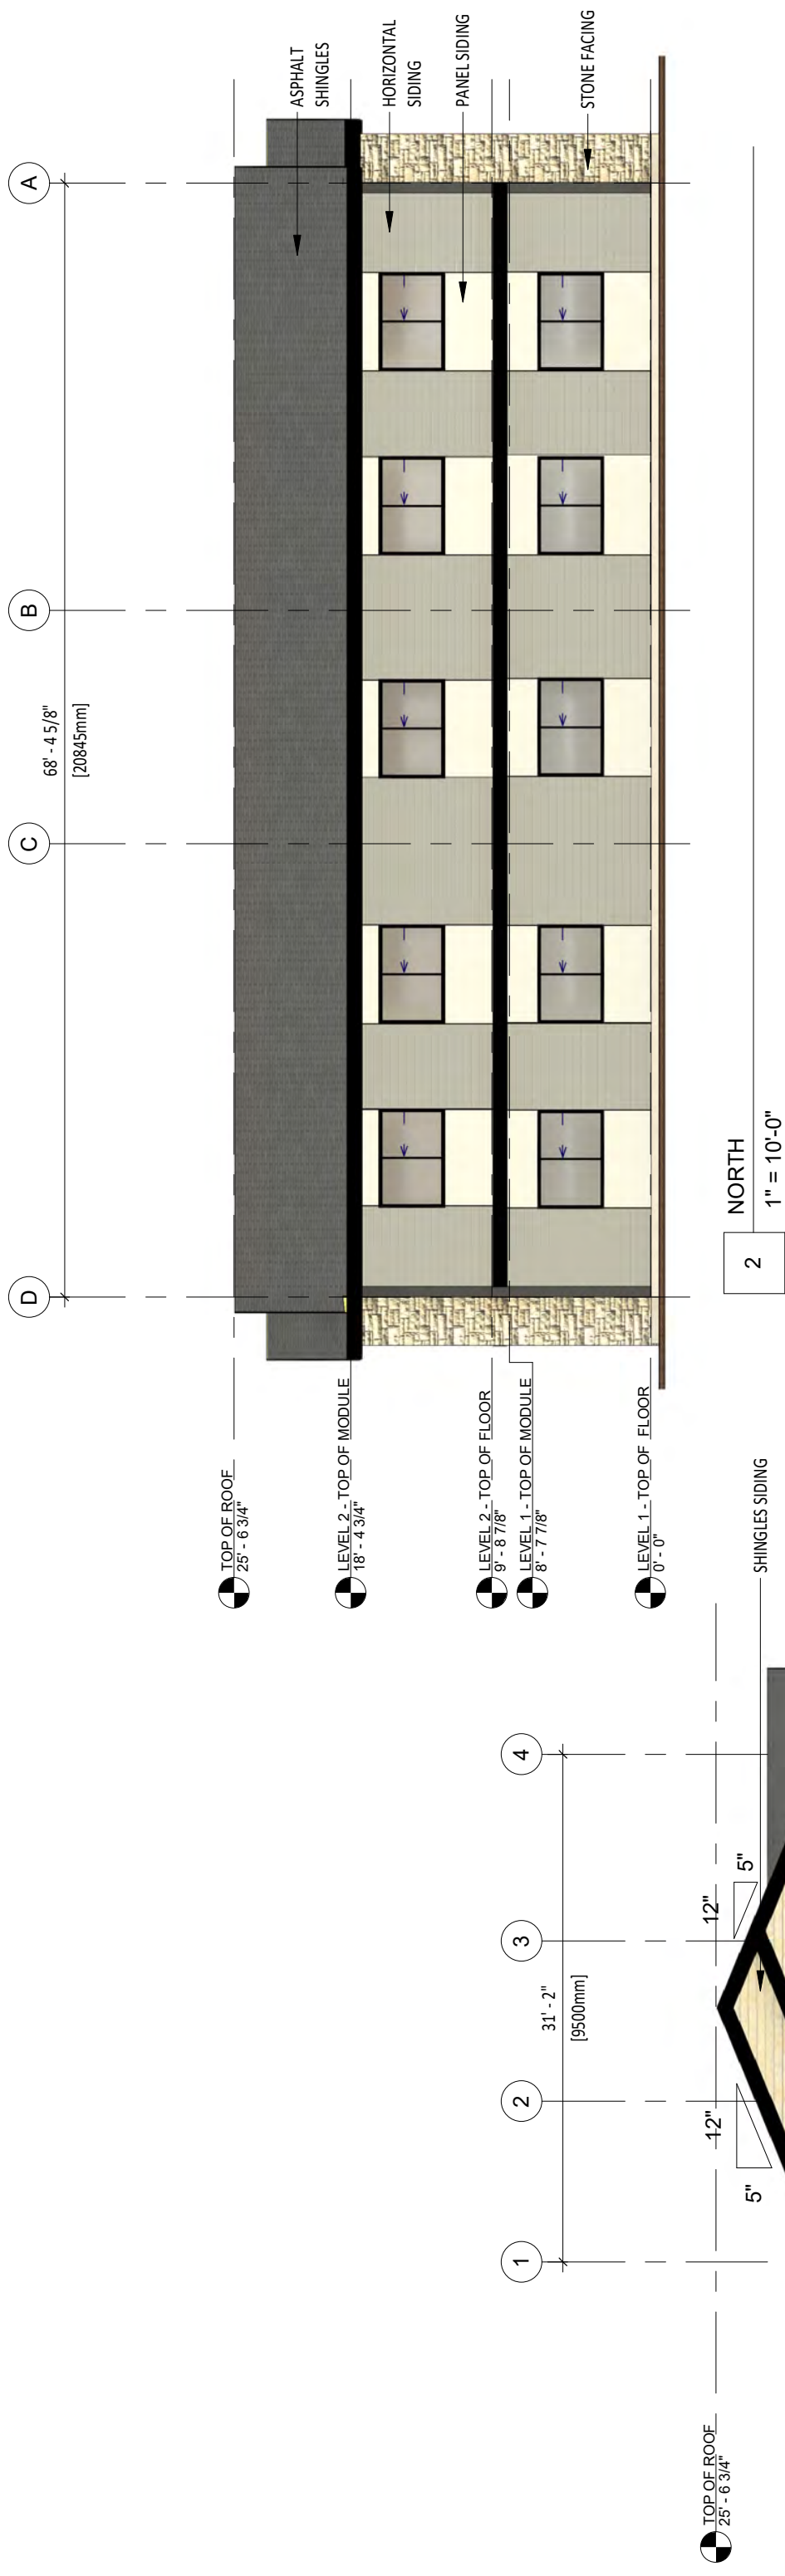 D
C
B
A
68' - 4 5/8"
[20845mm]
ASPHALT
SHINGLES
HORIZONTAL
SIDING
PANEL SIDING
STONE FACING
TOP OF ROOF
25' - 6 3/4"
LEVEL 2 - TOP OF MODULE
18' - 4 3/4"
LEVEL 2 - TOP OF FLOOR
9' - 8 7/8"
LEVEL 1 - TOP OF MODULE
8' - 7 7/8"
LEVEL 1 - TOP OF FLOOR
0' - 0"
2
NORTH
1" = 10'-0"
1
2
3
4
31' - 2"
[9500mm]
12"
5"
12"
5"
SHINGLES SIDING
TOP OF ROOF
25' - 6 3/4"